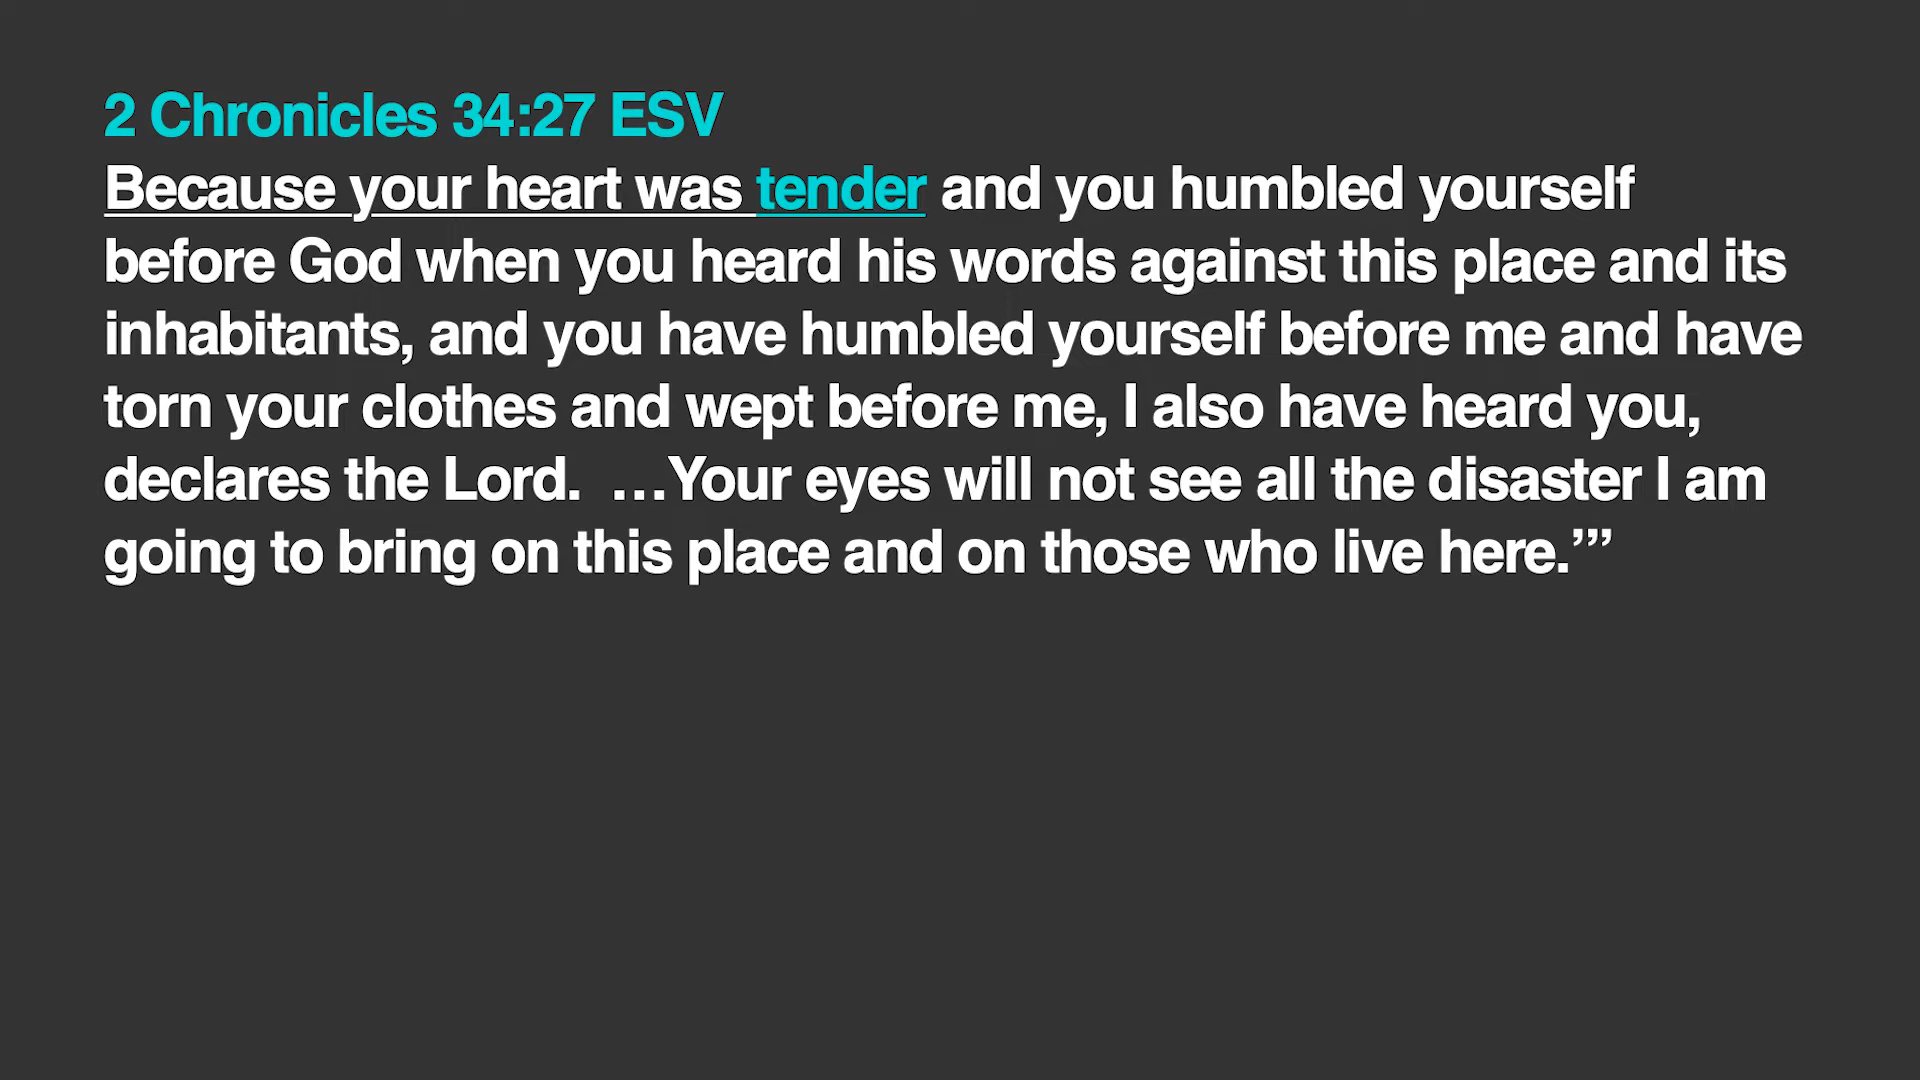 2 Chronicles 34:27 ESV
Because your heart was tender and you humbled yourself
before God when you heard his words against this place and its
inhabitants, and you have humbled yourself before me and have
torn your clothes and wept before me, I also have heard you,
declares the Lord.  …Your eyes will not see all the disaster I am
going to bring on this place and on those who live here.’”